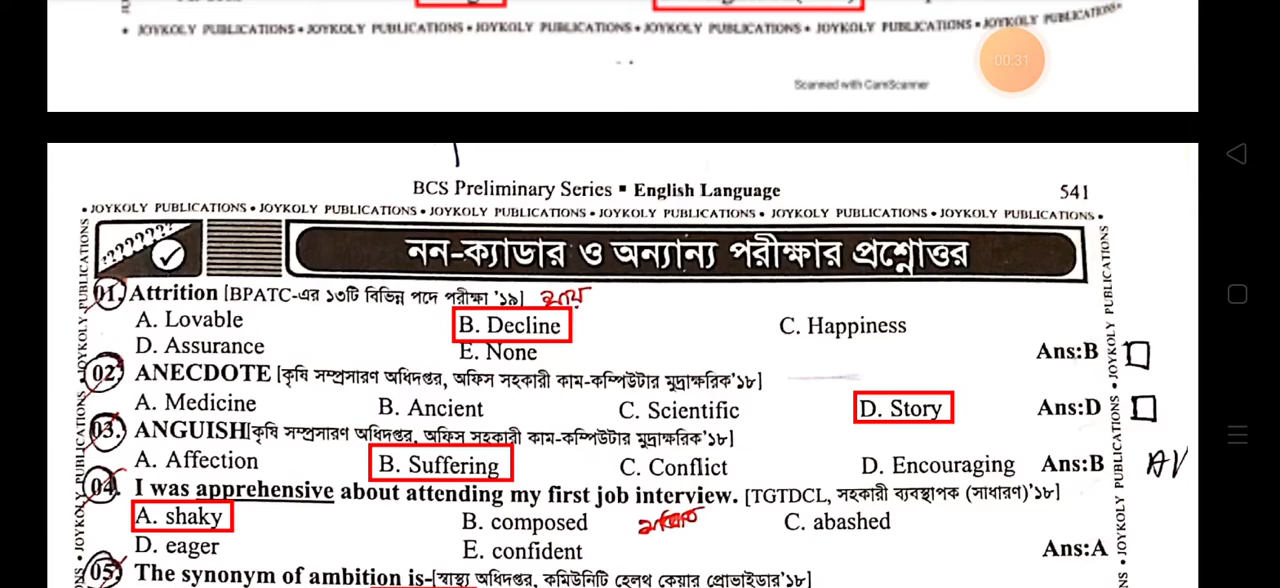 • JOYKOLY PUBLICATIONS • JOYKOLY PUBLICATIONS • JOYKOLY PUBLICATIONS • JOYKOLY PUBLICATIONS • JOYKOLY PUBLICATIONS • JOYKOLY PUBLICATIONS•
00:31
Scanned with CamScanner
BCS Preliminary Series ▪ English Language 541
• JOYKOLY PUBLICATIONS • JOYKOLY PUBLICATIONS • JOYKOLY PUBLICATIONS • JOYKOLY PUBLICATIONS • JOYKOLY PUBLICATIONS • JOYKOLY PUBLICATIONS •
???????
নন-ক্যাডার ও অন্যান্য পরীক্ষার প্রশ্নোত্তর
01. Attrition [BPATC-এর ১৩টি বিভিন্ন পদে পরীক্ষা '১৯]
A. Lovable B. Decline C. Happiness
D. Assurance E. None Ans:B
02. ANECDOTE [কৃষি সম্প্রসারণ অধিদপ্তর, অফিস সহকারী কাম-কম্পিউটার মুদ্রাক্ষরিক'১৮]
A. Medicine B. Ancient C. Scientific D. Story Ans:D
03. ANGUISH[কৃষি সম্প্রসারণ অধিদপ্তর, অফিস সহকারী কাম-কম্পিউটার মুদ্রাক্ষরিক'১৮]
A. Affection B. Suffering C. Conflict D. Encouraging Ans:B
04. I was apprehensive about attending my first job interview. [TGTDCL, সহকারী ব্যবস্থাপক (সাধারণ)'১৮]
A. shaky B. composed C. abashed
D. eager E. confident Ans:A
05. The synonym of ambition is-[স্বাস্থ্য অধিদপ্তর, কমিউনিটি হেলথ কেয়ার প্রোভাইডার'১৮]
JOYKOLY PUBLICATIONS
JOYKOLY PUBLICATIONS